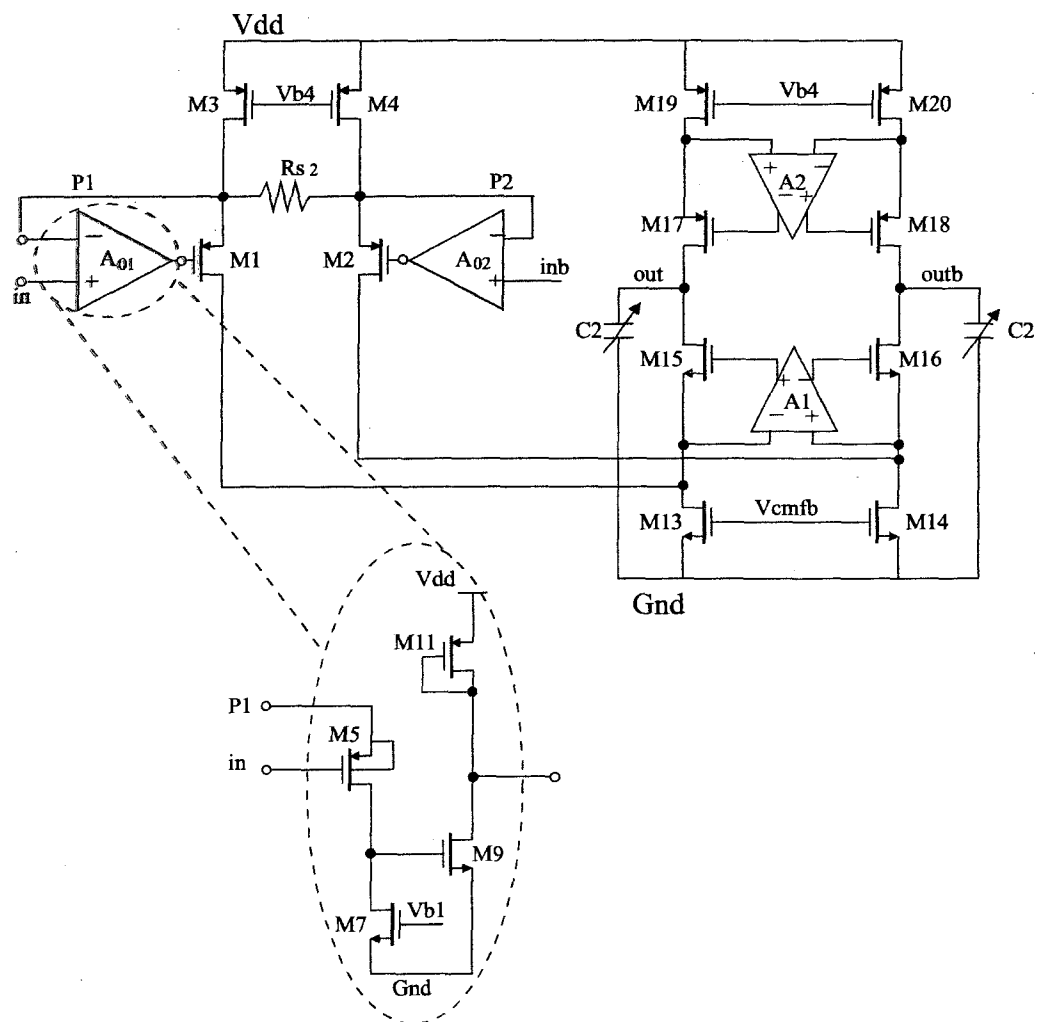 Vdd
M3 Vb4 M4
M19 Vb4 M20
P1 Rs 2 P2
+ A2 −
−
M17 M18
− A01 +
in
M1 M2
− A02 +
inb
out outb
C2 C2
M15 M16
+ −
− A1 +
M13 Vcmfb M14
Gnd
Vdd
M11
P1
M5
in
M9
M7 Vb1
Gnd